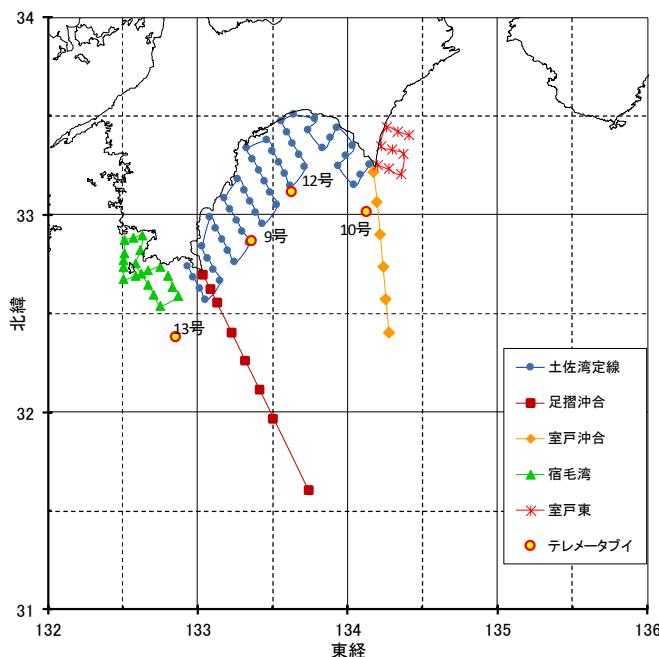 34
33
32
31
北緯
12号
10号
9号
13号
土佐湾定線
足摺沖合
室戸沖合
宿毛湾
室戸東
テレメータブイ
132
133
134
135
136
東経